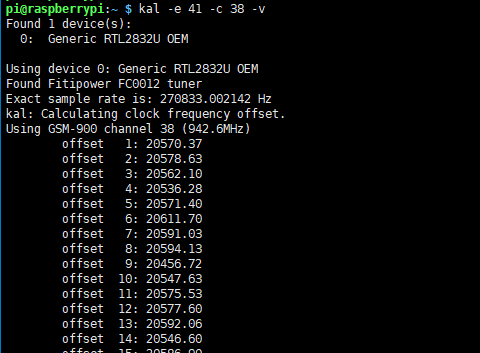 pi@raspberrypi:~ $ kal -e 41 -c 38 -v
Found 1 device(s):
  0:  Generic RTL2832U OEM

Using device 0: Generic RTL2832U OEM
Found Fitipower FC0012 tuner
Exact sample rate is: 270833.002142 Hz
kal: Calculating clock frequency offset.
Using GSM-900 channel 38 (942.6MHz)
        offset   1: 20570.37
        offset   2: 20578.63
        offset   3: 20562.10
        offset   4: 20536.28
        offset   5: 20571.40
        offset   6: 20611.70
        offset   7: 20591.03
        offset   8: 20594.13
        offset   9: 20456.72
        offset  10: 20547.63
        offset  11: 20575.53
        offset  12: 20577.60
        offset  13: 20592.06
        offset  14: 20546.60